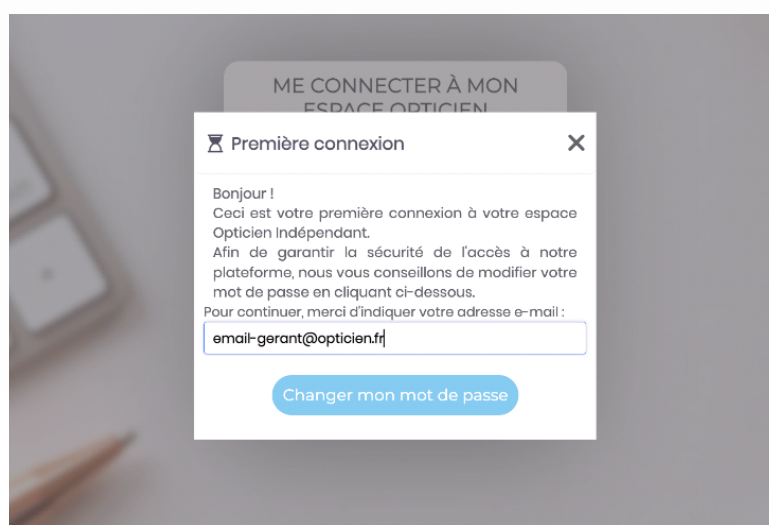 ME CONNECTER À MON
ESPACE OPTICIEN
Première connexion
Bonjour !
Ceci est votre première connexion à votre espace
Opticien Indépendant.
Afin de garantir la sécurité de l'accès à notre
plateforme, nous vous conseillons de modifier votre
mot de passe en cliquant ci-dessous.
Pour continuer, merci d'indiquer votre adresse e-mail :
email-gerant@opticien.fr
Changer mon mot de passe